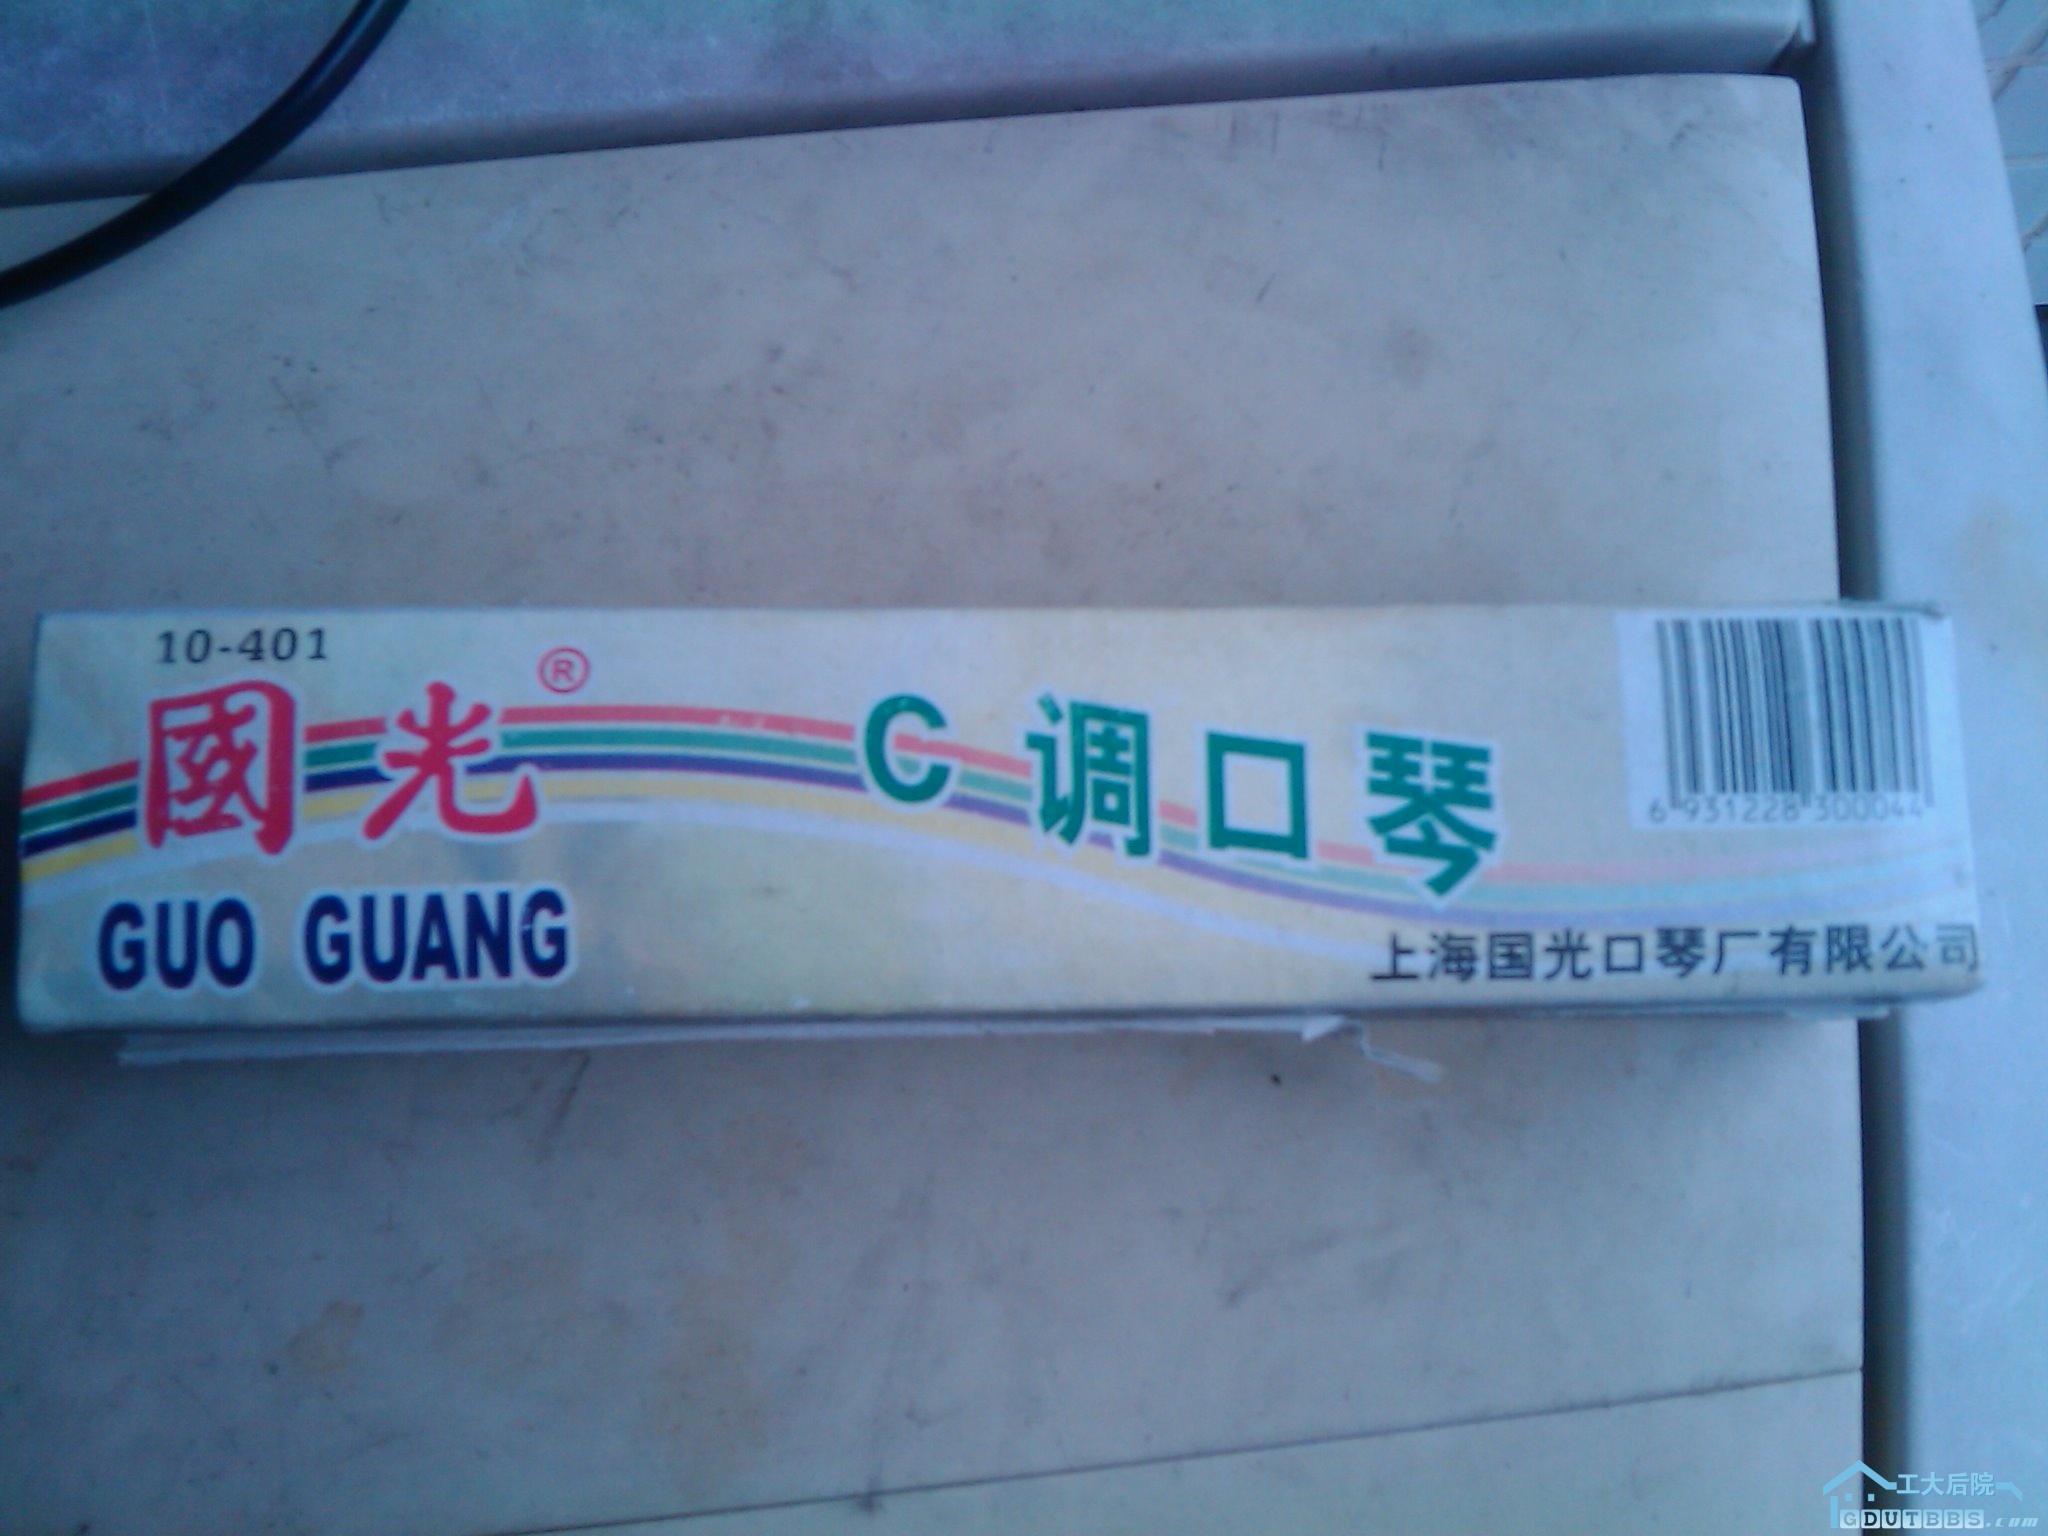 10-401
國光®
C调口琴
6 931228 300044
GUO GUANG
上海国光口琴厂有限公司
工大后院
GDUTBBS.com